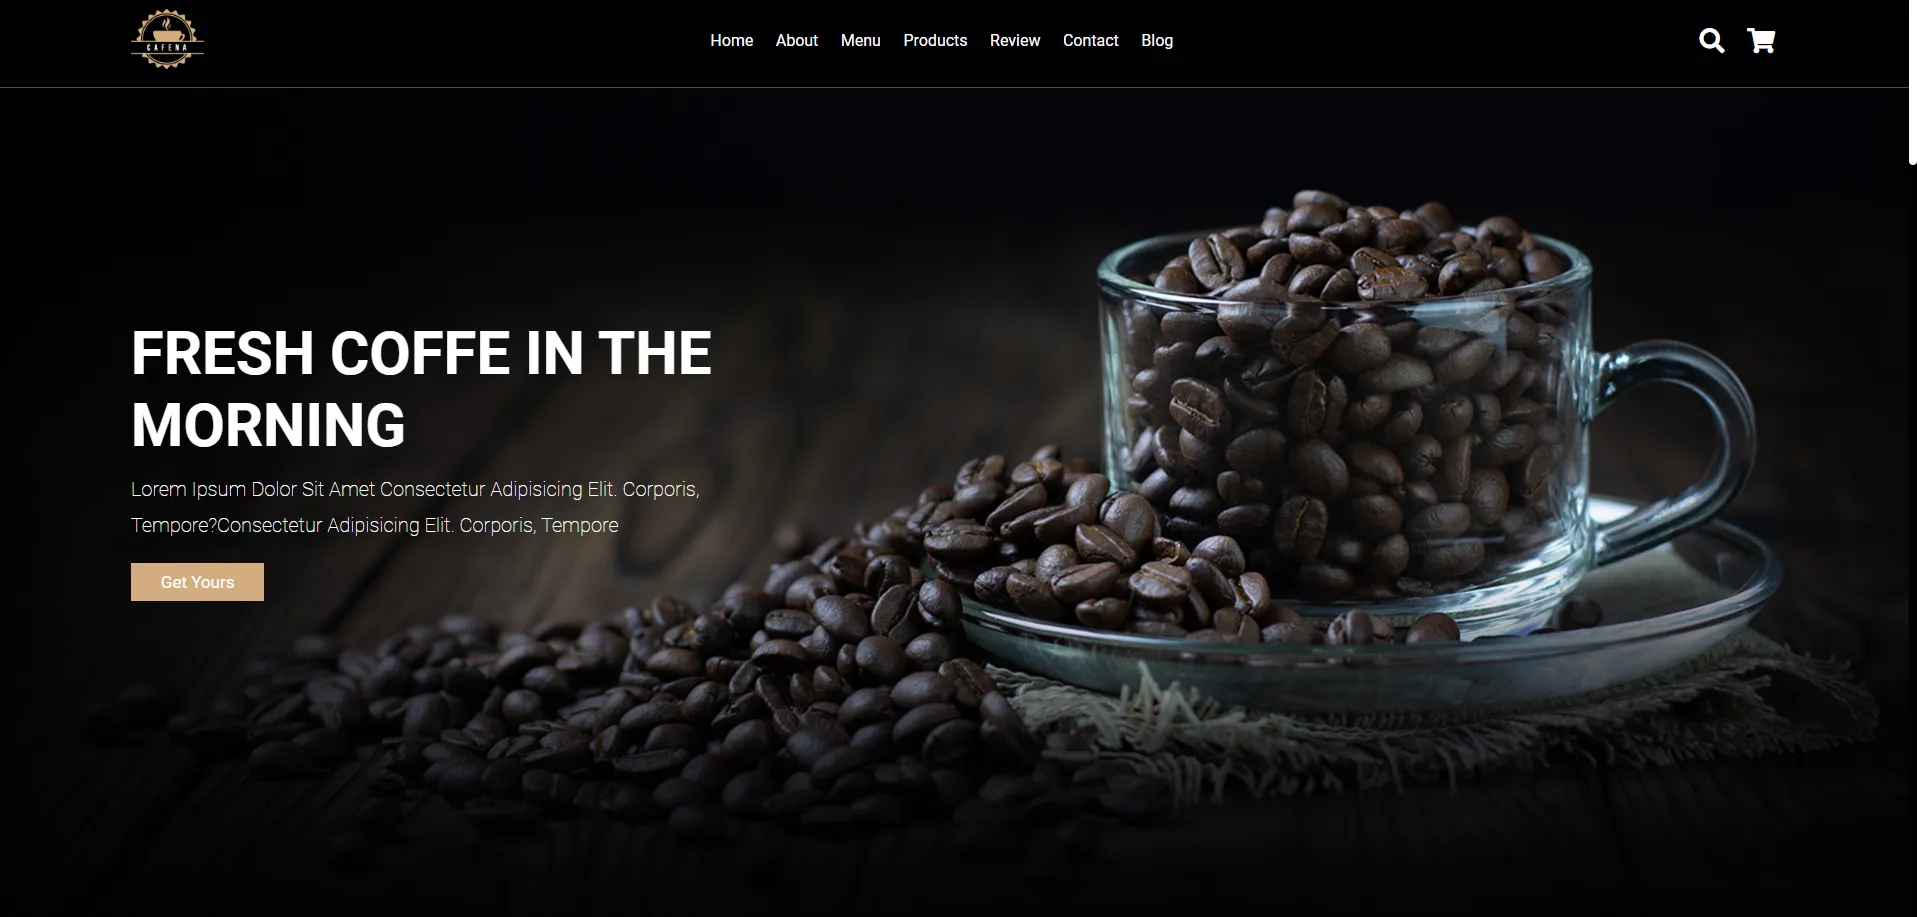 CAFENA
Home About Menu Products Review Contact Blog
FRESH COFFE IN THE
MORNING
Lorem Ipsum Dolor Sit Amet Consectetur Adipisicing Elit. Corporis,
Tempore?Consectetur Adipisicing Elit. Corporis, Tempore
Get Yours